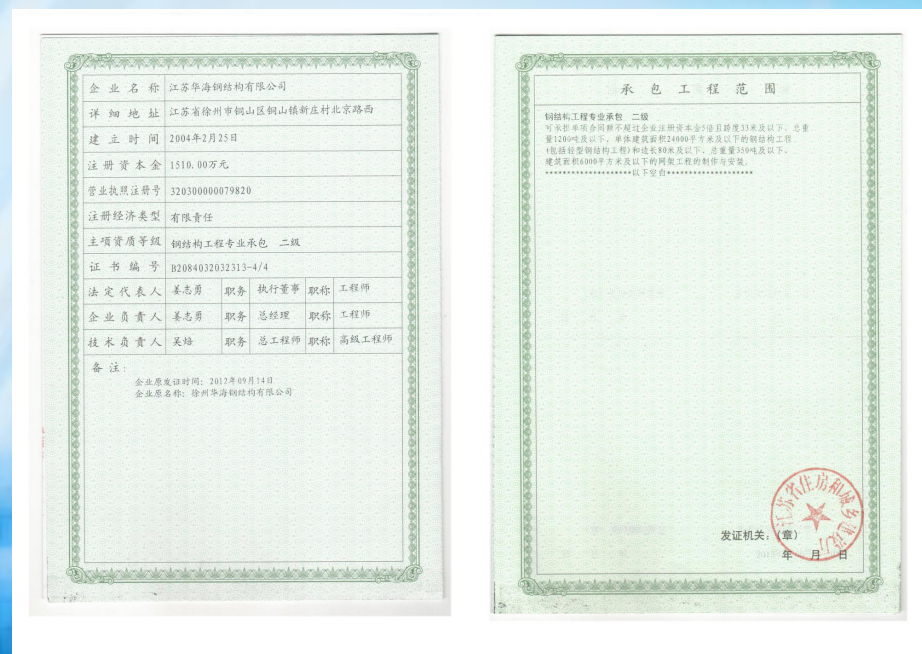 企业名称 江苏华海钢结构有限公司
详细地址 江苏省徐州市铜山区铜山镇新庄村北京路西
建立时间 2004年2月25日
注册资本金 1510.00万元
营业执照注册号 320300000079820
注册经济类型 有限责任
主项资质等级 钢结构工程专业承包 二级
证书编号 B2084032032313-4/4
法定代表人 姜志勇 职务 执行董事 职称 工程师
企业负责人 姜志勇 职务 总经理 职称 工程师
技术负责人 吴焙 职务 总工程师 职称 高级工程师
备注:
企业原发证时间: 2012年09月14日
企业原名称: 徐州华海钢结构有限公司
承包工程范围
钢结构工程专业承包 二级
可承担单项合同额不超过企业注册资本金5倍且跨度33米及以下、总重
量1200吨及以下、单体建筑面积24000平方米及以下的钢结构工程
(包括轻型钢结构工程)和边长80米及以下、总重量350吨及以下、
建筑面积6000平方米及以下的网架工程的制作与安装。
********************以下空白********************
江苏省住房和城乡建设厅
发证机关:(章)
年 月 日